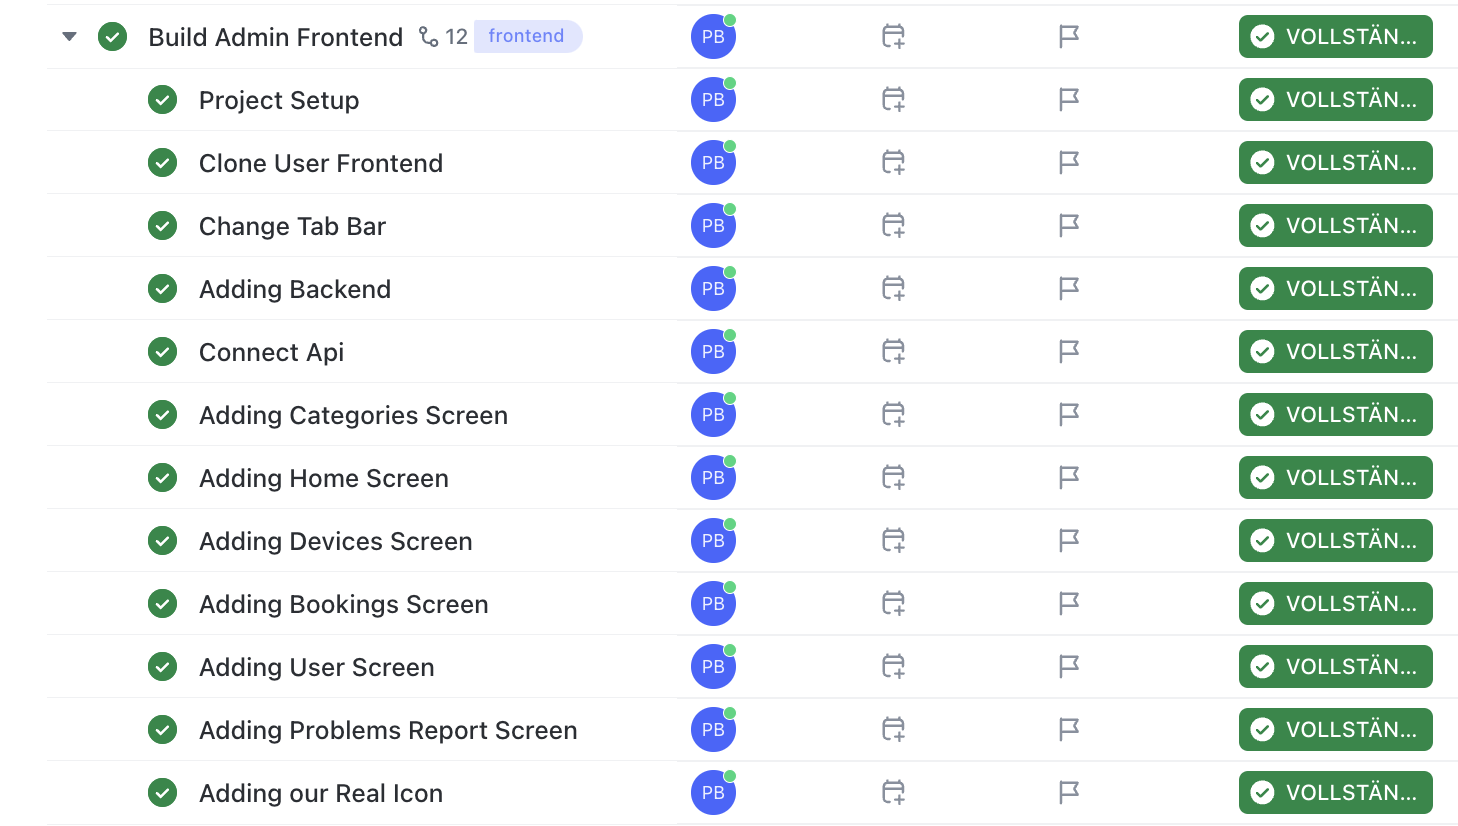 Build Admin Frontend 12 frontend PB VOLLSTÄN...
Project Setup PB VOLLSTÄN...
Clone User Frontend PB VOLLSTÄN...
Change Tab Bar PB VOLLSTÄN...
Adding Backend PB VOLLSTÄN...
Connect Api PB VOLLSTÄN...
Adding Categories Screen PB VOLLSTÄN...
Adding Home Screen PB VOLLSTÄN...
Adding Devices Screen PB VOLLSTÄN...
Adding Bookings Screen PB VOLLSTÄN...
Adding User Screen PB VOLLSTÄN...
Adding Problems Report Screen PB VOLLSTÄN...
Adding our Real Icon PB VOLLSTÄN...